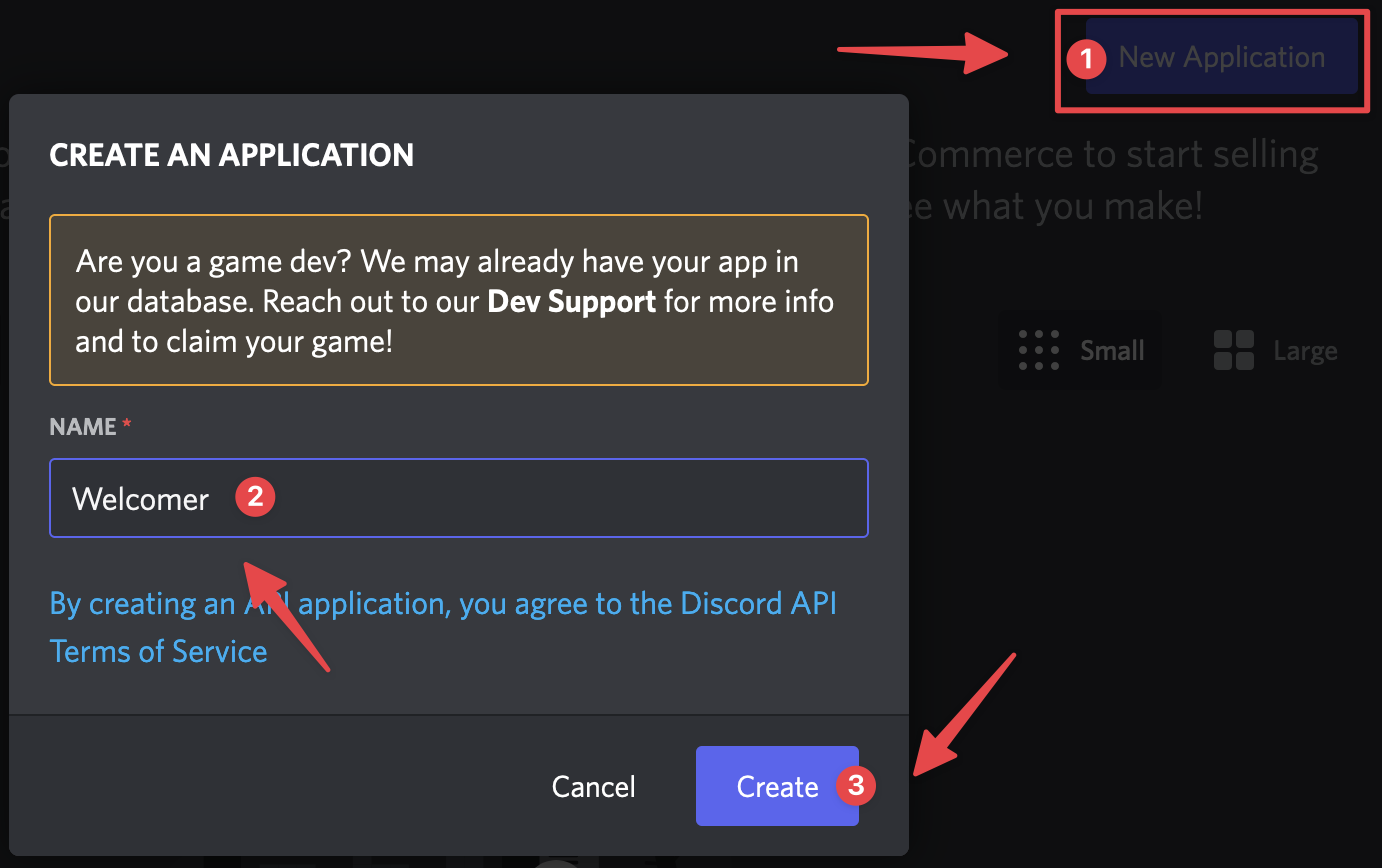 1 New Application
CREATE AN APPLICATION
Commerce to start selling
ee what you make!
Are you a game dev? We may already have your app in
our database. Reach out to our Dev Support for more info
and to claim your game!
Small
Large
NAME *
Welcomer 2
By creating an API application, you agree to the Discord API
Terms of Service
Cancel
Create 3